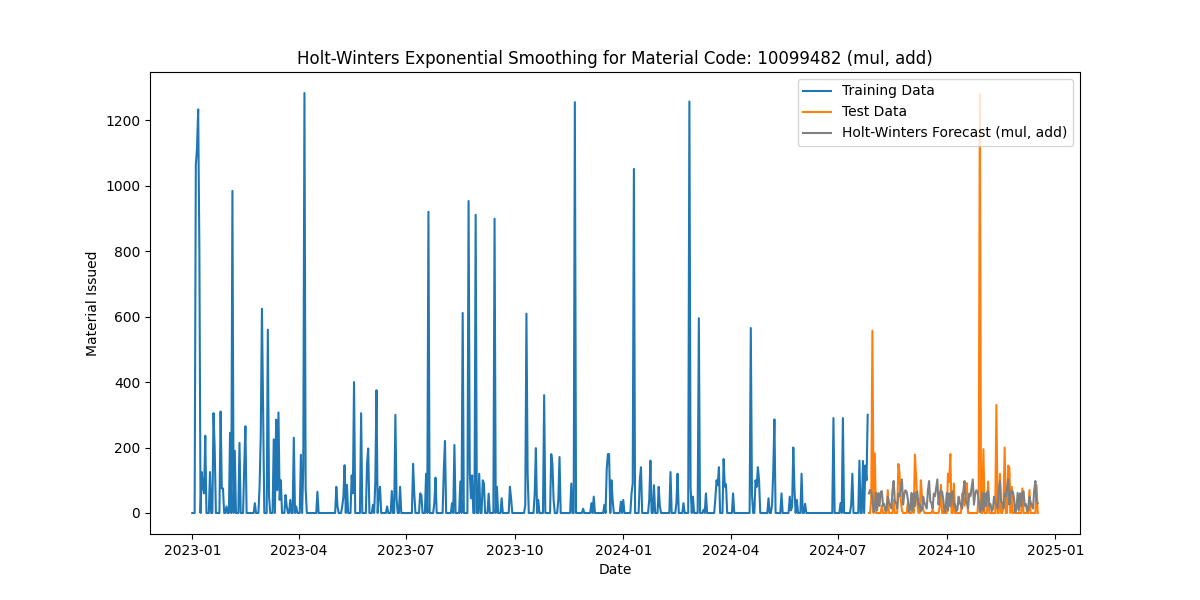 Holt-Winters Exponential Smoothing for Material Code: 10099482 (mul, add)
Training Data
Test Data
Holt-Winters Forecast (mul, add)
1200
1000
800
600
400
200
0
Material Issued
2023-01 2023-04 2023-07 2023-10 2024-01 2024-04 2024-07 2024-10 2025-01
Date